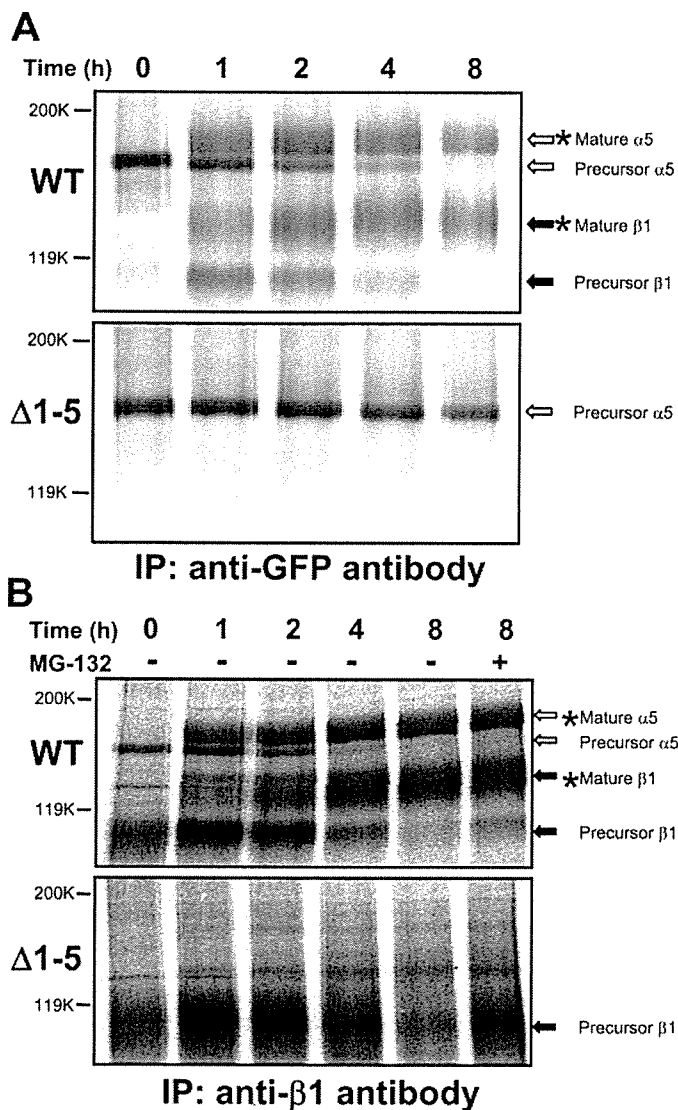 A
Time (h) 0 1 2 4 8
200K
* Mature α5
Precursor α5
WT
* Mature β1
119K
Precursor β1
200K
Δ1-5
Precursor α5
119K
IP: anti-GFP antibody
B
Time (h) 0 1 2 4 8 8
MG-132 - - - - - +
200K
* Mature α5
Precursor α5
WT
* Mature β1
119K
Precursor β1
200K
Δ1-5
119K
Precursor β1
IP: anti-β1 antibody